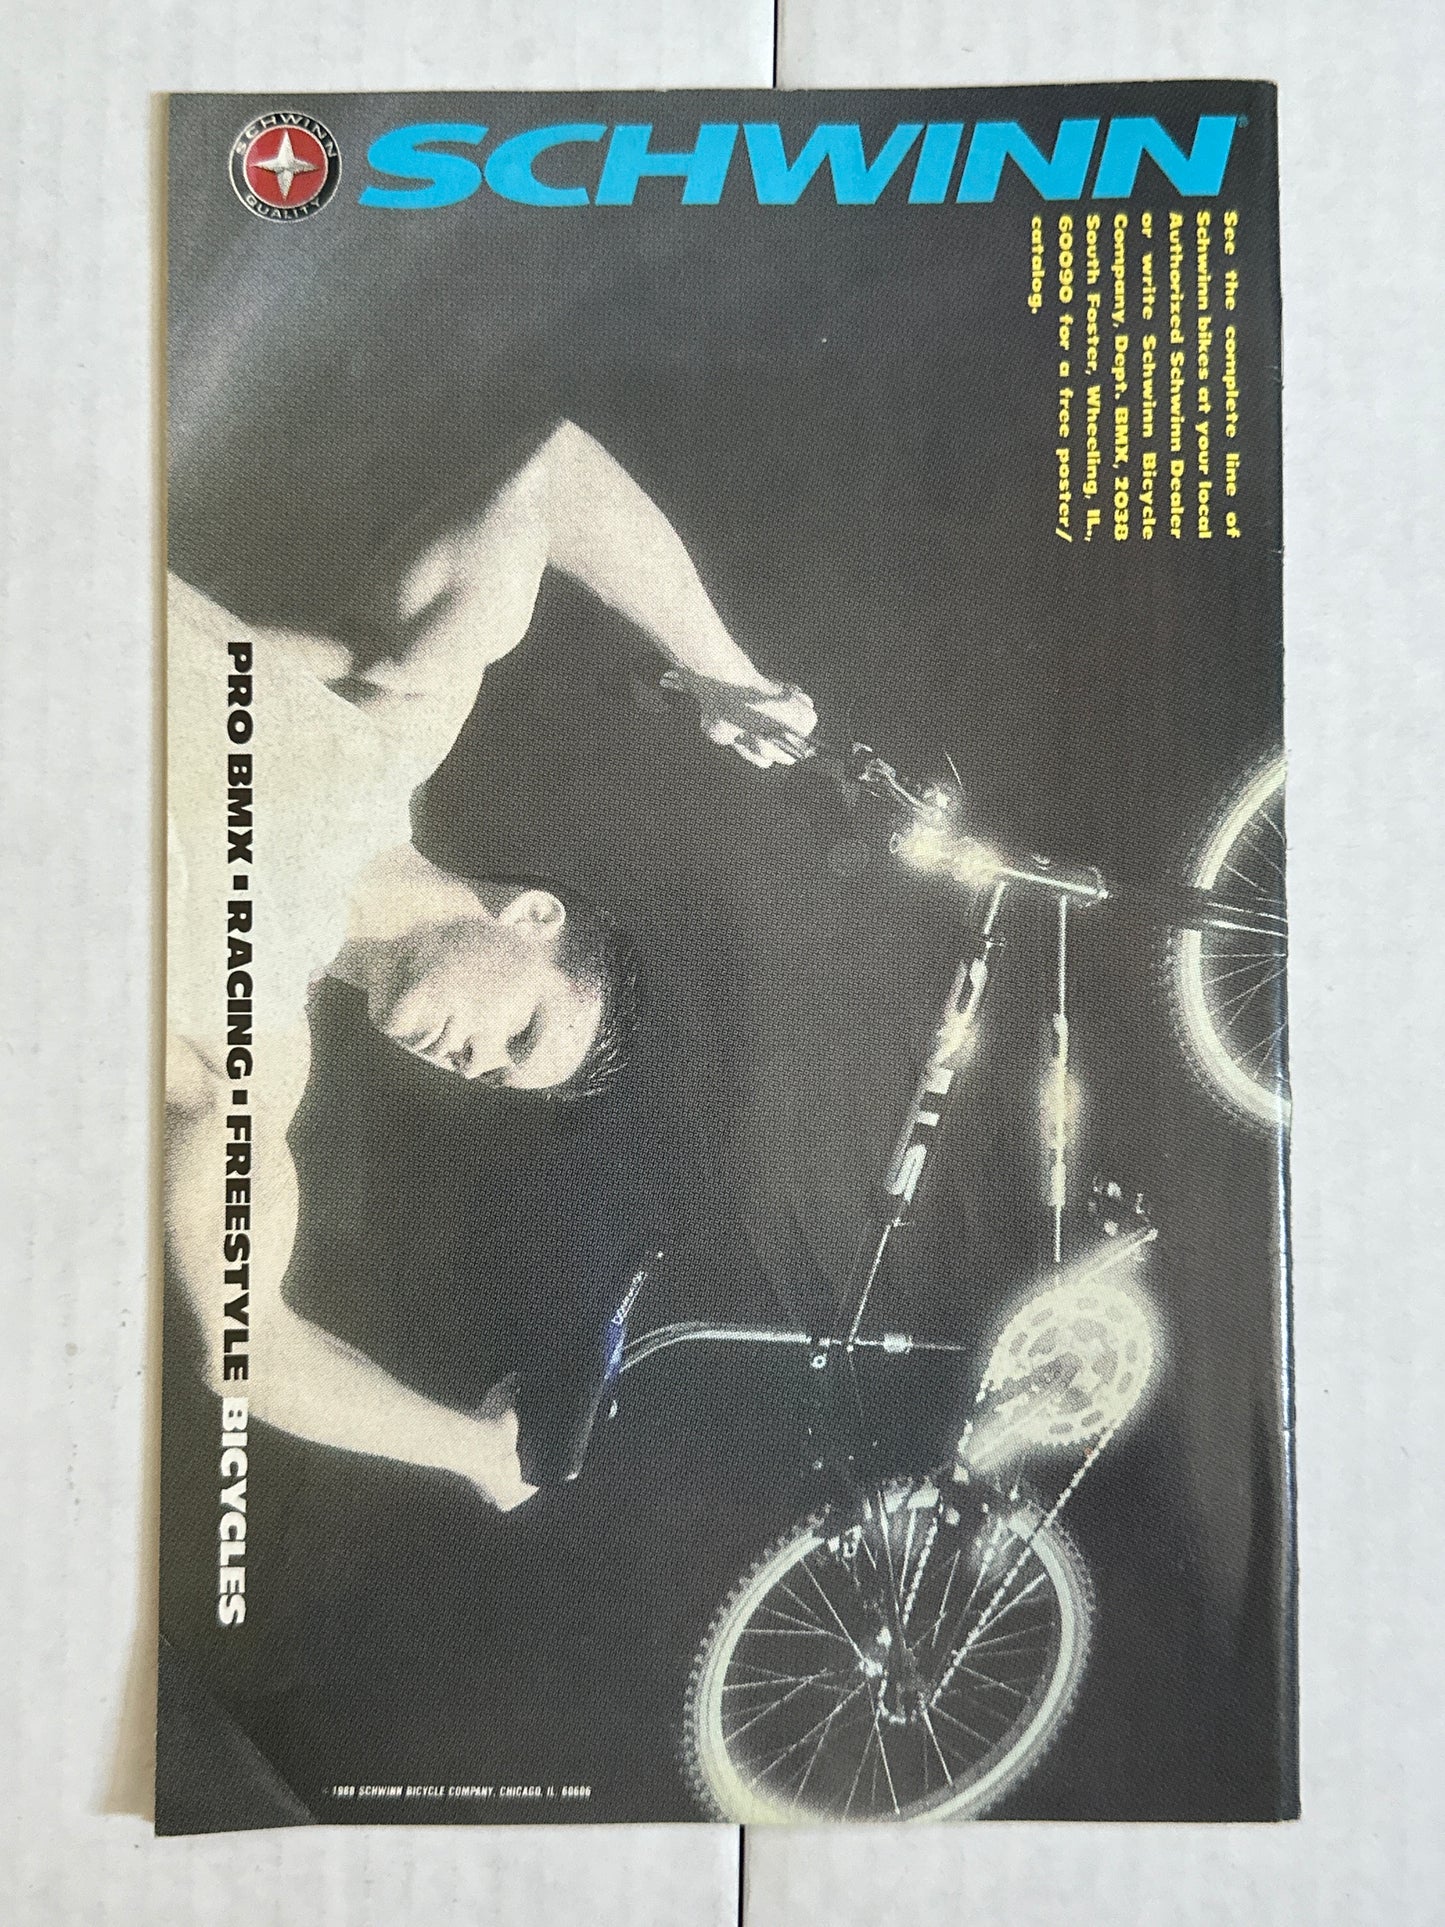 SCHWINN
QUALITY
SCHWINN®
See the complete line of
Schwinn bikes at your local
Authorized Schwinn Dealer
or write Schwinn Bicycle
Company, Dept. BMX, 2038
South Foster, Wheeling, IL.,
60090 for a free poster/
catalog.
PRO BMX ▪ RACING ▪ FREESTYLE BICYCLES
1988 SCHWINN BICYCLE COMPANY, CHICAGO, IL 60606